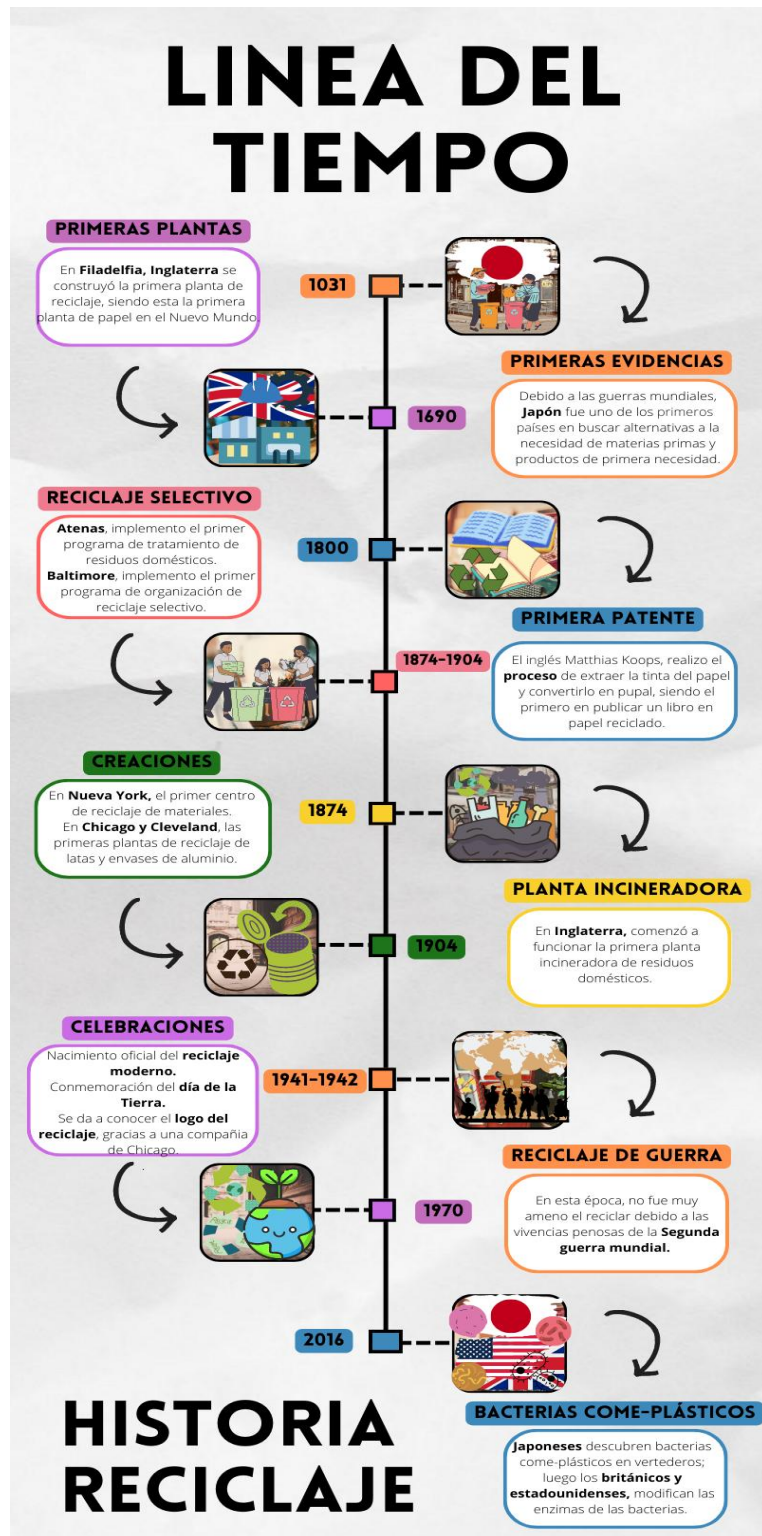 LINEA DEL
TIEMPO
PRIMERAS PLANTAS
En Filadelfia, Inglaterra se
construyó la primera planta de
reciclaje, siendo esta la primera
planta de papel en el Nuevo Mundo.
1031
PRIMERAS EVIDENCIAS
Debido a las guerras mundiales,
Japón fue uno de los primeros
países en buscar alternativas a la
necesidad de materias primas y
productos de primera necesidad.
1690
RECICLAJE SELECTIVO
Atenas, implemento el primer
programa de tratamiento de
residuos domésticos.
Baltimore, implemento el primer
programa de organización de
reciclaje selectivo.
1800
PRIMERA PATENTE
El inglés Matthias Koops, realizo el
proceso de extraer la tinta del papel
y convertirlo en pupal, siendo el
primero en publicar un libro en
papel reciclado.
1874-1904
CREACIONES
En Nueva York, el primer centro
de reciclaje de materiales.
En Chicago y Cleveland, las
primeras plantas de reciclaje de
latas y envases de aluminio.
1874
PLANTA INCINERADORA
En Inglaterra, comenzó a
funcionar la primera planta
incineradora de residuos
domésticos.
1904
CELEBRACIONES
Nacimiento oficial del reciclaje
moderno.
Conmemoración del día de la
Tierra.
Se da a conocer el logo del
reciclaje, gracias a una compañia
de Chicago.
.
1941-1942
RECICLAJE DE GUERRA
En esta época, no fue muy
ameno el reciclar debido a las
vivencias penosas de la Segunda
guerra mundial.
1970
2016
BACTERIAS COME-PLÁSTICOS
Japoneses descubren bacterias
come-plásticos en vertederos;
luego los británicos y
estadounidenses, modifican las
enzimas de las bacterias.
HISTORIA
RECICLAJE